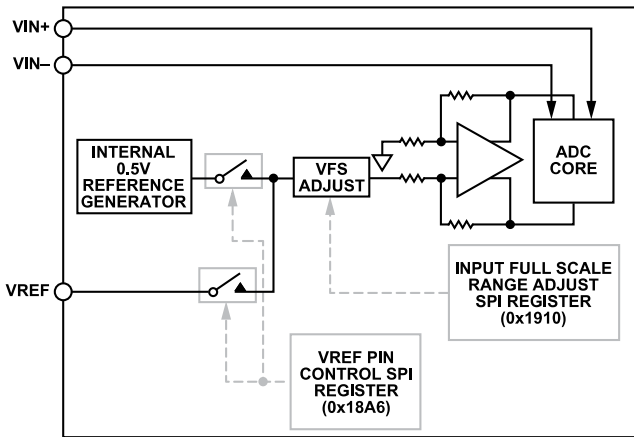 VIN+
VIN–
INTERNAL
0.5V
REFERENCE
GENERATOR
VFS
ADJUST
ADC
CORE
VREF
INPUT FULL SCALE
RANGE ADJUST
SPI REGISTER
(0x1910)
VREF PIN
CONTROL SPI
REGISTER
(0x18A6)